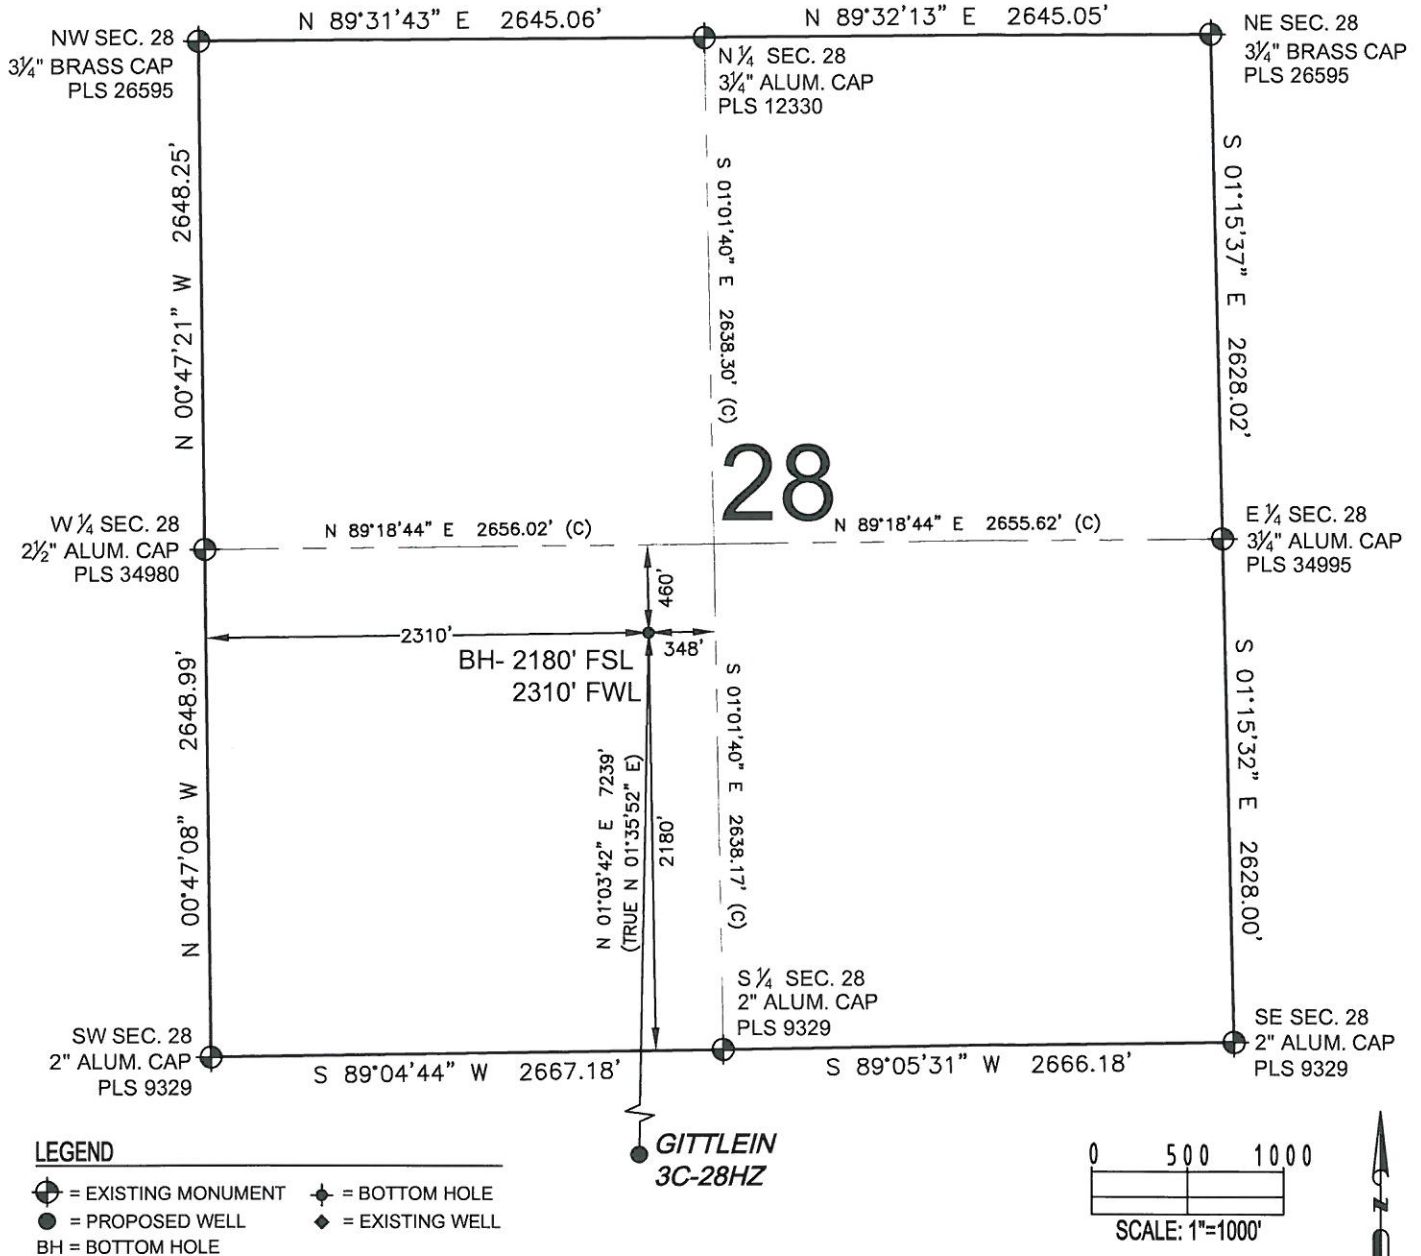 N 89°31'43" E 2645.06'
N 89°32'13" E 2645.05'
NW SEC. 28
3¼" BRASS CAP
PLS 26595
N ¼ SEC. 28
3¼" ALUM. CAP
PLS 12330
NE SEC. 28
3¼" BRASS CAP
PLS 26595
N 00°47'21" W 2648.25'
S 01°01'40" E 2638.30' (C)
S 01°15'37" E 2628.02'
28
W ¼ SEC. 28
2½" ALUM. CAP
PLS 34980
N 89°18'44" E 2656.02' (C)
N 89°18'44" E 2655.62' (C)
E ¼ SEC. 28
3¼" ALUM. CAP
PLS 34995
460'
2310'
348'
BH- 2180' FSL
2310' FWL
N 00°47'08" W 2648.99'
N 01°03'42" E 7239'
(TRUE N 01°35'52" E)
2180'
S 01°01'40" E 2638.17' (C)
S 01°15'32" E 2628.00'
SW SEC. 28
2" ALUM. CAP
PLS 9329
S ¼ SEC. 28
2" ALUM. CAP
PLS 9329
SE SEC. 28
2" ALUM. CAP
PLS 9329
S 89°04'44" W 2667.18'
S 89°05'31" W 2666.18'
GITTLEIN
3C-28HZ
LEGEND
= EXISTING MONUMENT
= BOTTOM HOLE
= PROPOSED WELL
= EXISTING WELL
BH = BOTTOM HOLE
0 500 1000
SCALE: 1"=1000'
N